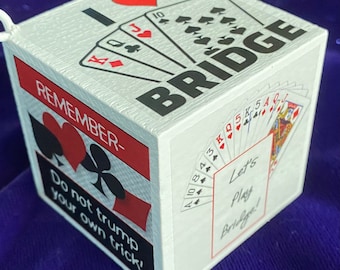 I
BRIDGE
REMEMBER-
Do not trump
your own trick!
Let's
Play
Bridge!